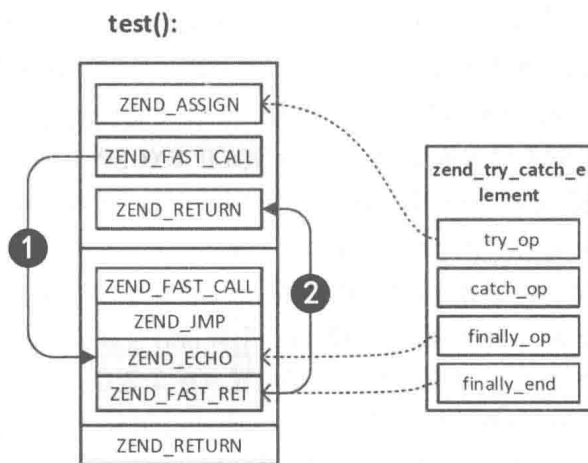 test():
ZEND_ASSIGN
ZEND_FAST_CALL
ZEND_RETURN
1
ZEND_FAST_CALL
2
ZEND_JMP
ZEND_ECHO
ZEND_FAST_RET
ZEND_RETURN
zend_try_catch_e
lement
try_op
catch_op
finally_op
finally_end